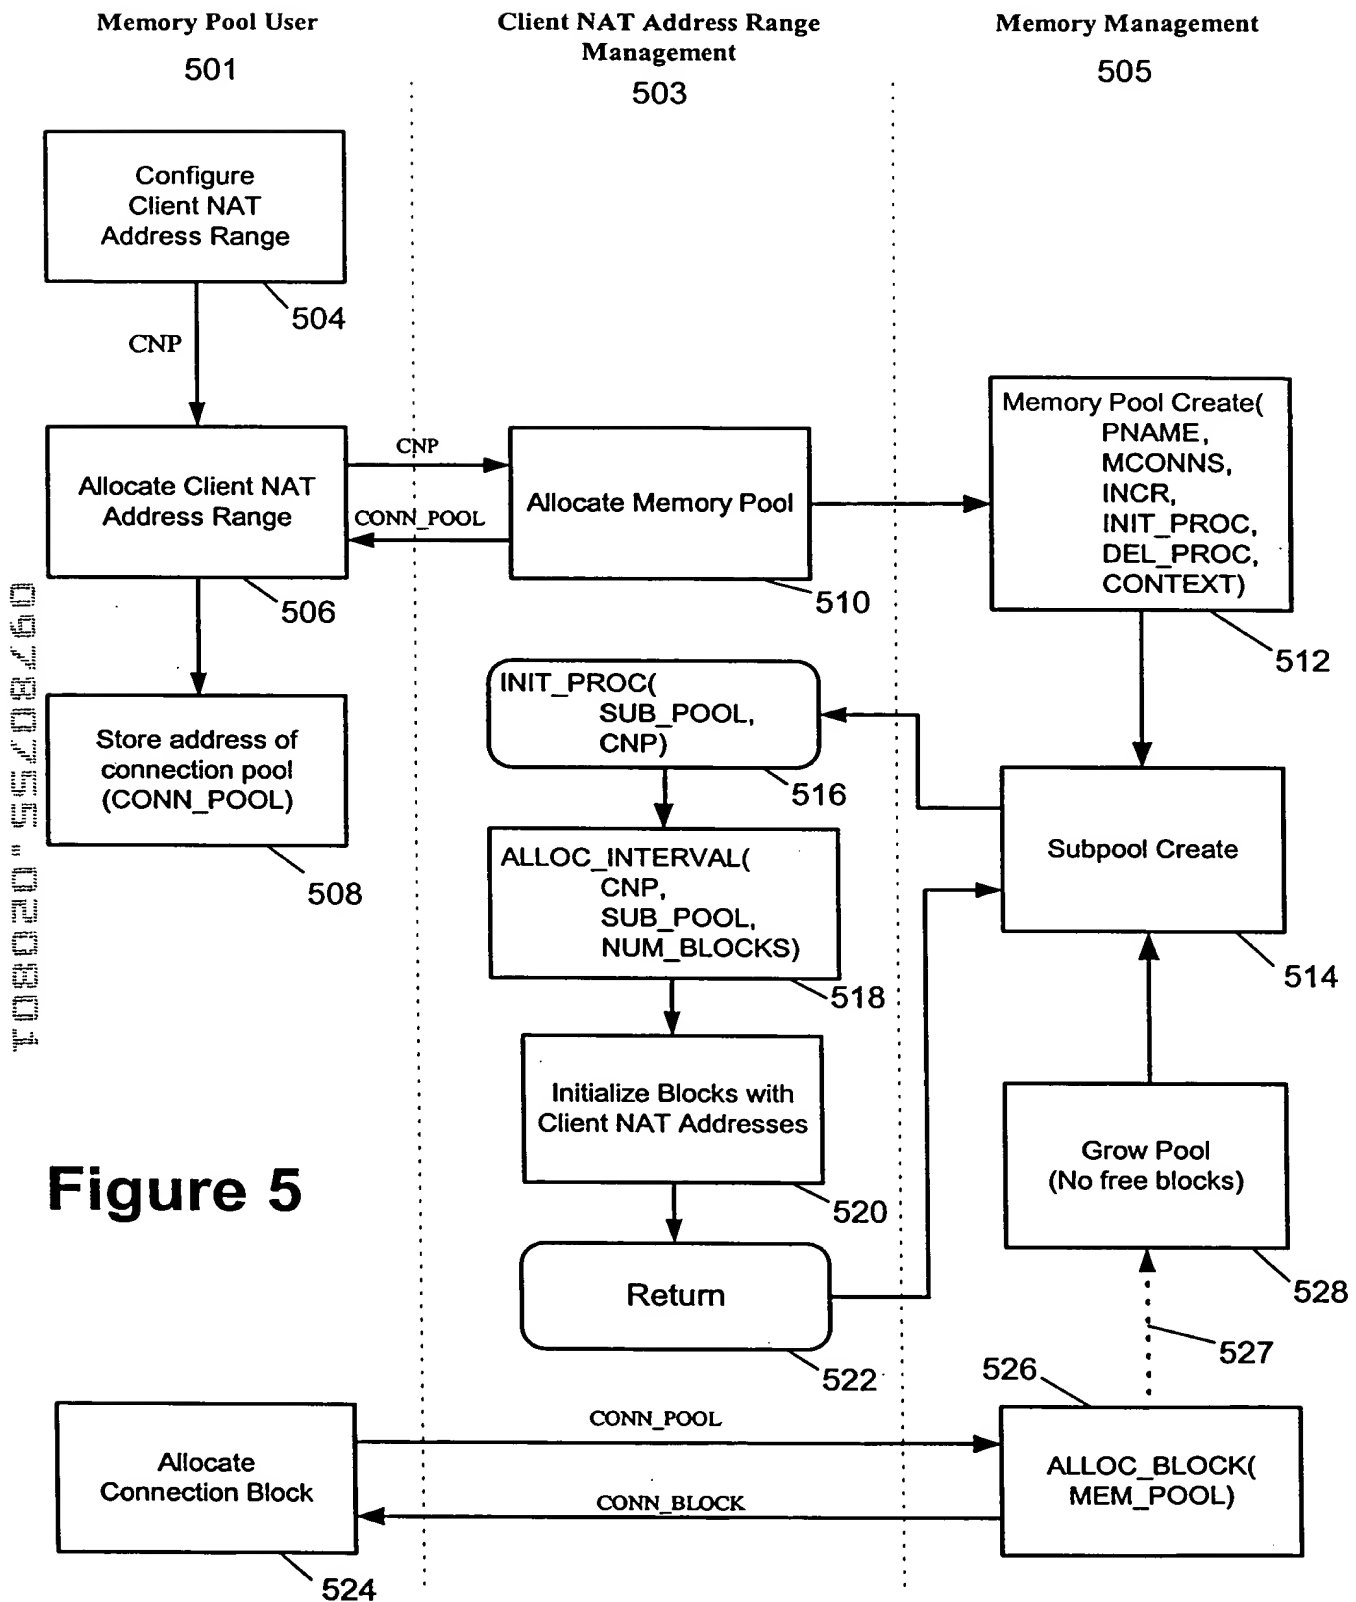 Memory Pool User
501
Client NAT Address Range
Management
503
Memory Management
505
Configure
Client NAT
Address Range
504
CNP
Allocate Client NAT
Address Range
506
CNP
CONN_POOL
Allocate Memory Pool
510
Memory Pool Create(
PNAME,
MCONNS,
INCR,
INIT_PROC,
DEL_PROC,
CONTEXT)
512
Store address of
connection pool
(CONN_POOL)
508
INIT_PROC(
SUB_POOL,
CNP)
516
ALLOC_INTERVAL(
CNP,
SUB_POOL,
NUM_BLOCKS)
518
Subpool Create
514
Initialize Blocks with
Client NAT Addresses
520
Grow Pool
(No free blocks)
528
Return
522
527
526
Allocate
Connection Block
524
CONN_POOL
CONN_BLOCK
ALLOC_BLOCK(
MEM_POOL)
Figure 5
09780755.020801